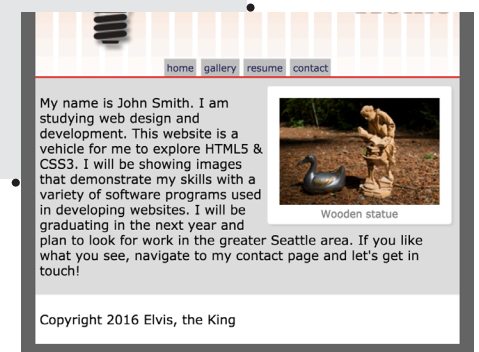 home gallery resume contact
My name is John Smith. I am
studying web design and
development. This website is a
vehicle for me to explore HTML5 &
CSS3. I will be showing images
that demonstrate my skills with a
variety of software programs used
in developing websites. I will be
graduating in the next year and
plan to look for work in the greater Seattle area. If you like
what you see, navigate to my contact page and let's get in
touch!
Wooden statue
Copyright 2016 Elvis, the King